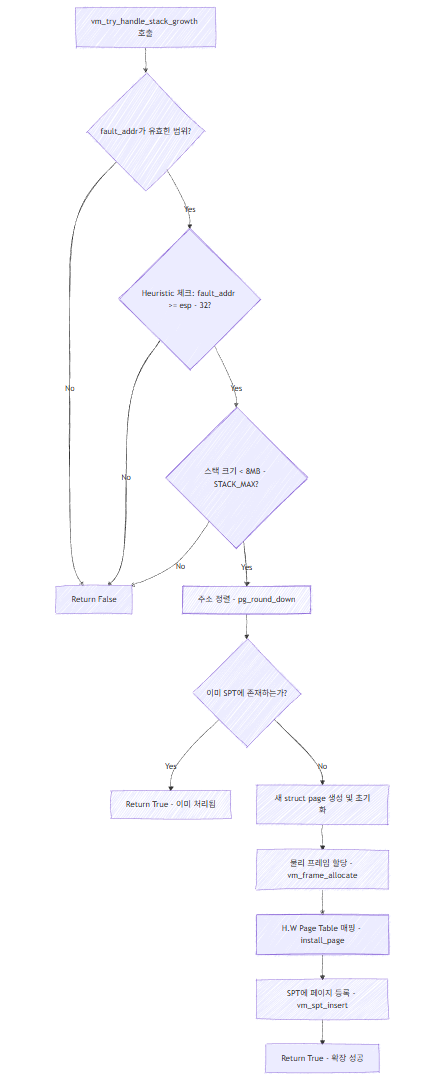 vm_try_handle_stack_growth
호출
fault_addr가 유효한 범위?
Yes
Heuristic 체크: fault_addr
>= esp - 32?
No
Yes
스택 크기 < 8MB -
STACK_MAX?
No
No
Yes
Return False
주소 정렬 - pg_round_down
이미 SPT에 존재하는가?
Yes
No
Return True - 이미 처리됨
새 struct page 생성 및 초기
화
물리 프레임 할당 -
vm_frame_allocate
H.W Page Table 매핑 -
install_page
SPT에 페이지 등록 -
vm_spt_insert
Return True - 확장 성공